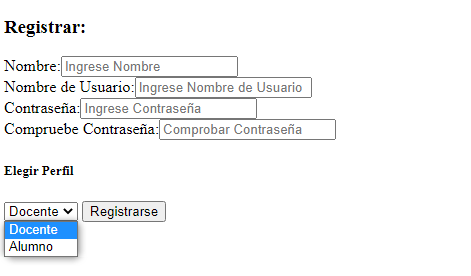 Registrar:
Nombre: Ingrese Nombre
Nombre de Usuario: Ingrese Nombre de Usuario
Contraseña: Ingrese Contraseña
Compruebe Contraseña: Comprobar Contraseña
Elegir Perfil
Docente Registrarse
Docente
Alumno